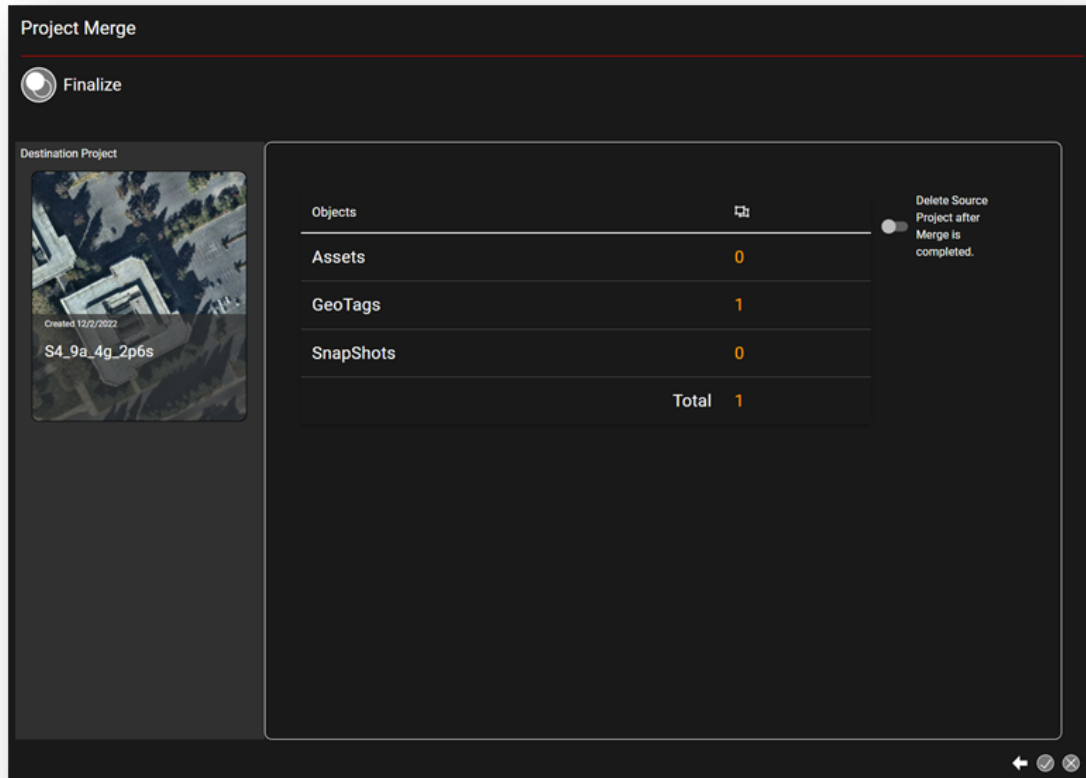 Project Merge
Finalize
Destination Project
Created 12/2/2022
S4_9a_4g_2p6s
Objects
Assets 0
GeoTags 1
SnapShots 0
Total 1
Delete Source
Project after
Merge is
completed.